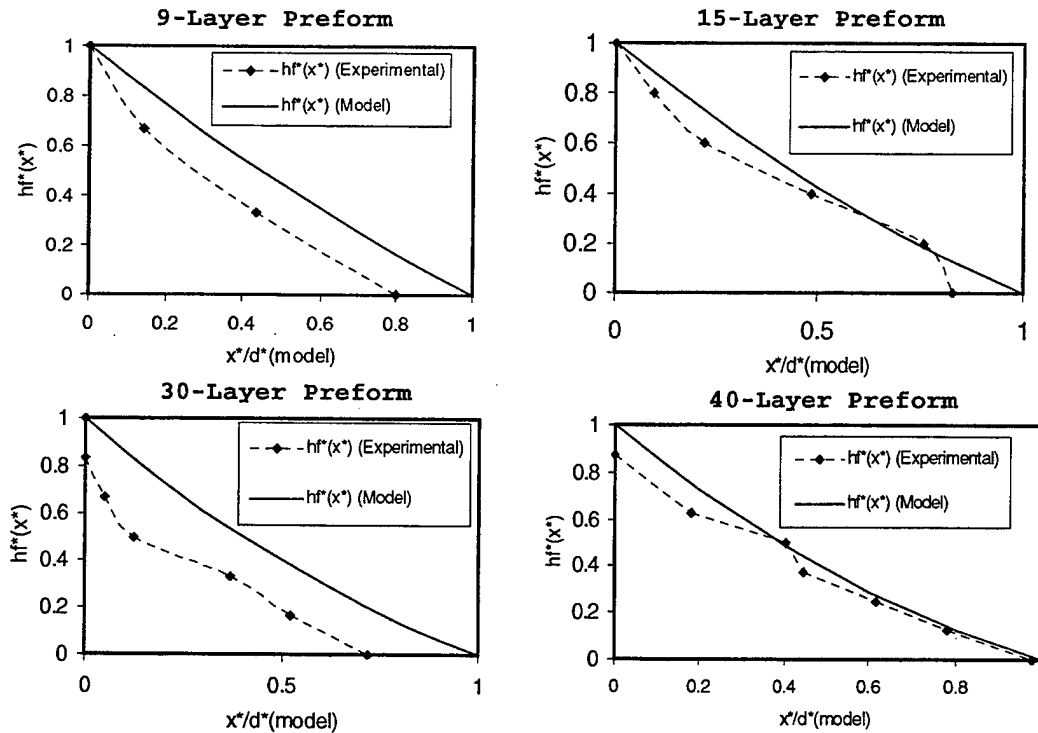 9-Layer Preform
hf*(x*)
1
0.8
0.6
0.4
0.2
0
hf*(x*) (Experimental)
hf*(x*) (Model)
0 0.2 0.4 0.6 0.8 1
x*/d*(model)
15-Layer Preform
hf*(x*)
1
0.8
0.6
0.4
0.2
0
hf*(x*) (Experimental)
hf*(x*) (Model)
0 0.5 1
x*/d*(model)
30-Layer Preform
hf*(x*)
1
0.8
0.6
0.4
0.2
0
hf*(x*) (Experimental)
hf*(x*) (Model)
0 0.5 1
x*/d*(model)
40-Layer Preform
hf*(x*)
1
0.8
0.6
0.4
0.2
0
hf*(x*) (Experimental)
hf*(x*) (Model)
0 0.2 0.4 0.6 0.8
x*/d*(model)